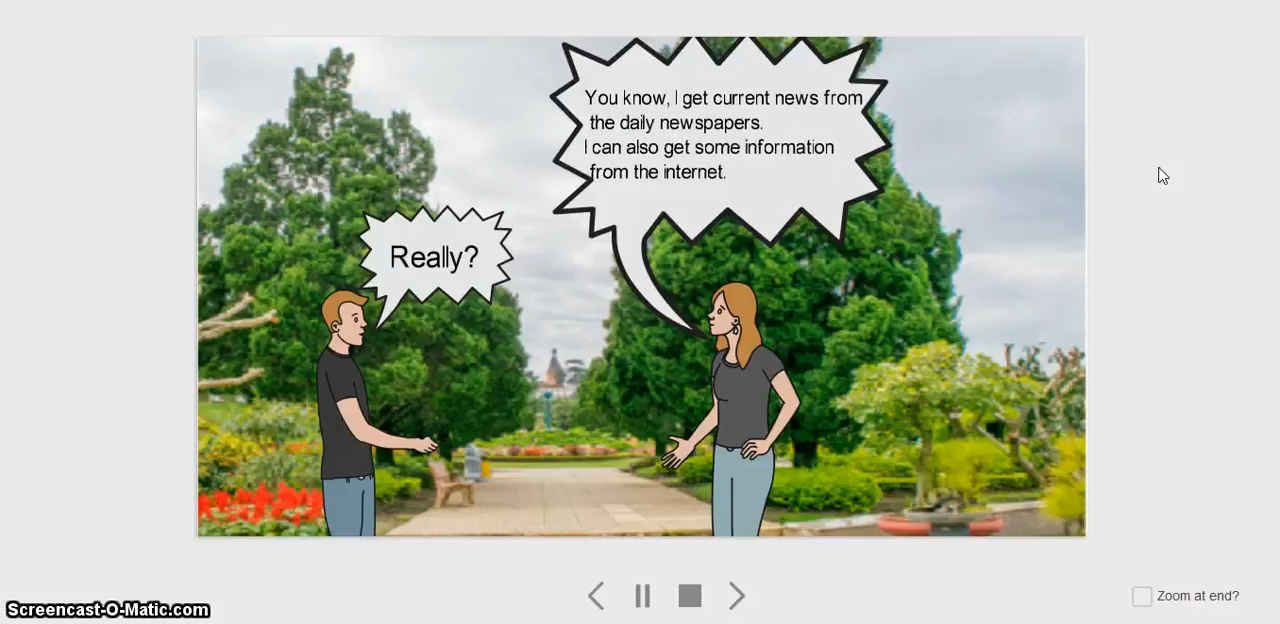 You know, I get current news from
the daily newspapers.
I can also get some information
from the internet.
Really?
Zoom at end?
Screencast-O-Matic.com